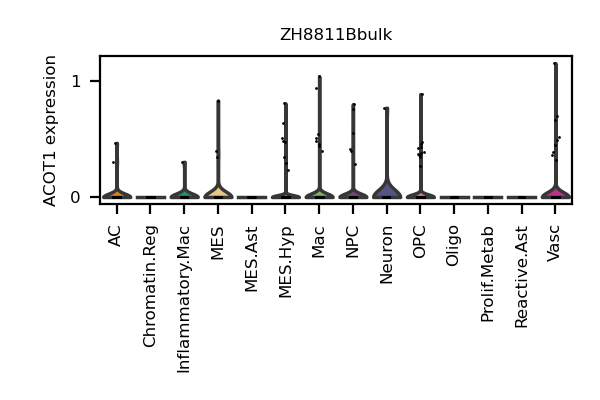 ZH8811Bbulk
ACOT1 expression
1
0
AC
Chromatin.Reg
Inflammatory.Mac
MES
MES.Ast
MES.Hyp
Mac
NPC
Neuron
OPC
Oligo
Prolif.Metab
Reactive.Ast
Vasc